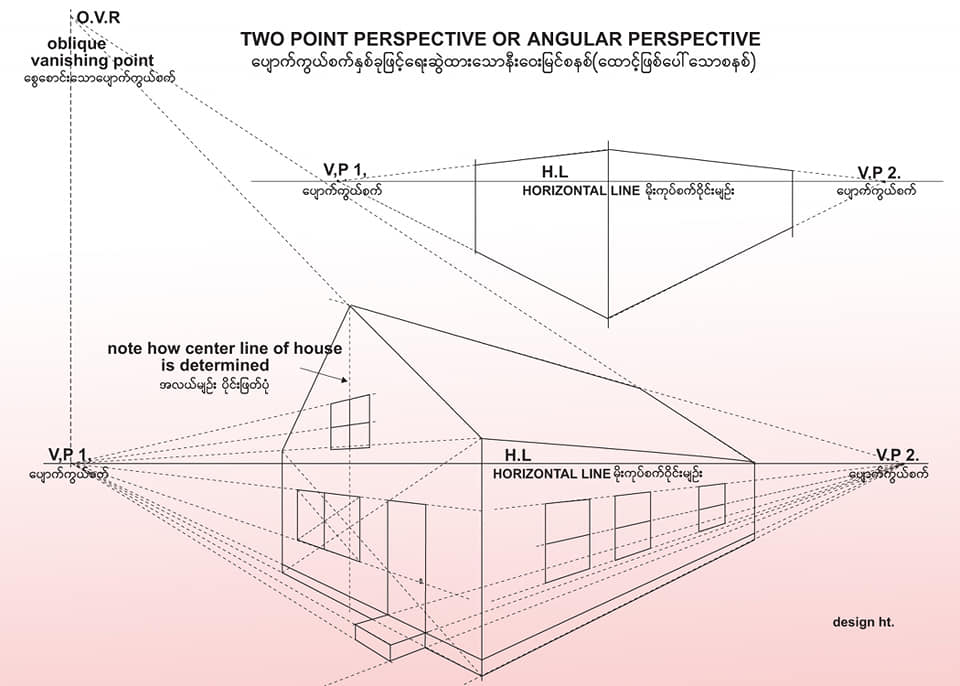 O.V.R
oblique
vanishing point
စွေစောင်းသောပျောက်ကွယ်စက်
TWO POINT PERSPECTIVE OR ANGULAR PERSPECTIVE
ပျောက်ကွယ်စက်နှစ်ခုဖြင့်ရေးဆွဲထားသောနီးဝေးမြင်စနစ်(ထောင့်ဖြစ်ပေါ် သောစနစ်)
V,P 1,
ပျောက်ကွယ်စက်
H.L
HORIZONTAL LINE မိုးကုပ်စက်ဝိုင်းမျဉ်း
V.P 2.
ပျောက်ကွယ်စက်
note how center line of house
is determined
အလယ်မျဉ်း ပိုင်းဖြတ်ပုံ
V,P 1,
H.L
HORIZONTAL LINE မိုးကုပ်စက်ဝိုင်းမျဉ်း
V.P 2.
ပျောက်ကွယ်စက်
design ht.